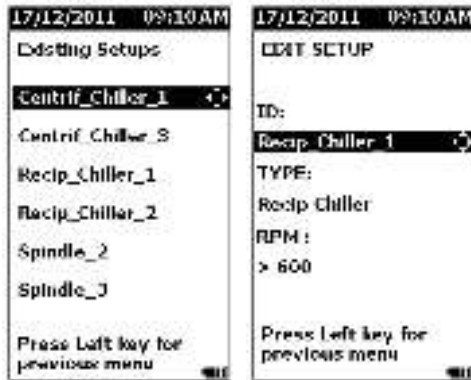 17/12/2011 09:10AM
Existing Setups
Centrif_Chiller_1
Centrif_Chiller_3
Recip_Chiller_1
Recip_Chiller_2
Spindle_2
Spindle_3
Press Left key for
previous menu
17/12/2011 09:10AM
EDIT SETUP
ID:
Recip_Chiller_1
TYPE:
Recip Chiller
RPM :
> 600
Press Left key for
previous menu